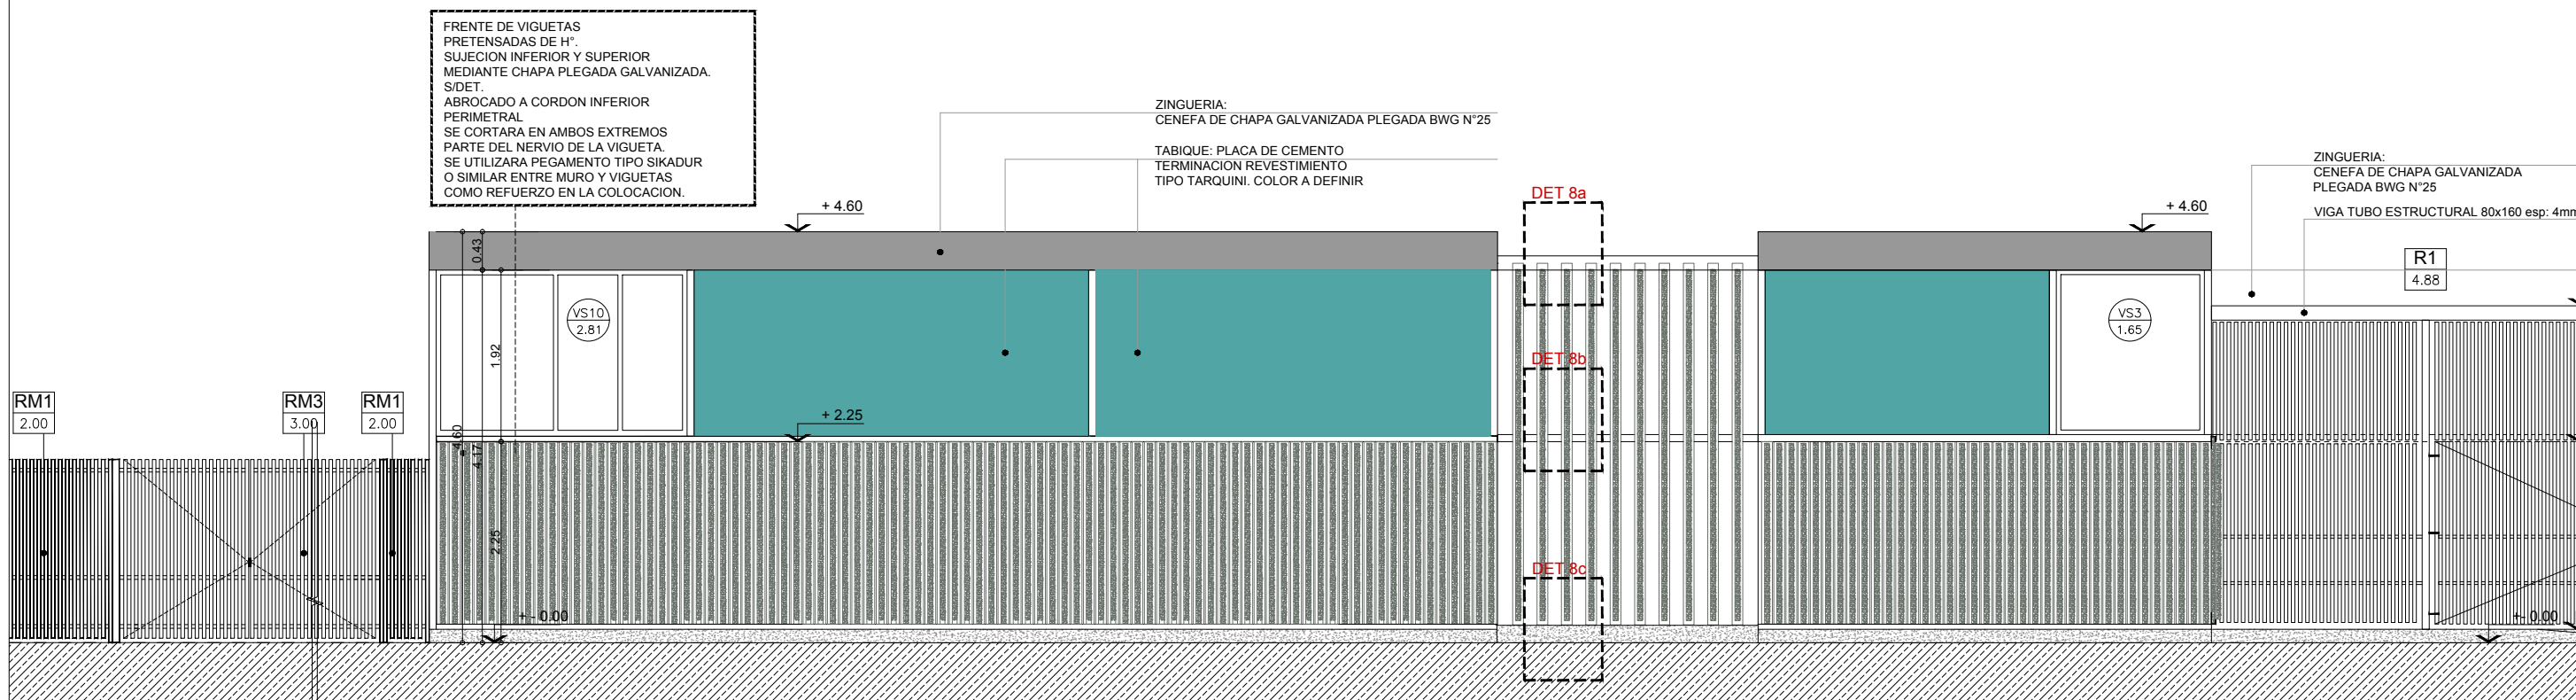 FRENTE DE VIGUETAS
PRETENSADAS DE H°.
SUJECION INFERIOR Y SUPERIOR
MEDIANTE CHAPA PLEGADA GALVANIZADA.
S/DET.
ABROCADO A CORDON INFERIOR
PERIMETRAL
SE CORTARA EN AMBOS EXTREMOS
PARTE DEL NERVIO DE LA VIGUETA.
SE UTILIZARA PEGAMENTO TIPO SIKADUR
O SIMILAR ENTRE MURO Y VIGUETAS
COMO REFUERZO EN LA COLOCACION.
ZINGUERIA:
CENEFA DE CHAPA GALVANIZADA PLEGADA BWG N°25
TABIQUE: PLACA DE CEMENTO
TERMINACION REVESTIMIENTO
TIPO TARQUINI. COLOR A DEFINIR
ZINGUERIA:
CENEFA DE CHAPA GALVANIZADA
PLEGADA BWG N°25
VIGA TUBO ESTRUCTURAL 80x160 esp: 4mm
DET 8a
+ 4.60
+ 4.60
0.43
R1
4.88
VS10
2.81
VS3
1.65
1.92
DET 8b
RM1
2.00
RM3
3.00
RM1
2.00
+ 2.25
4.60
4.17
2.25
DET 8c
+ - 0.00
+- 0.00